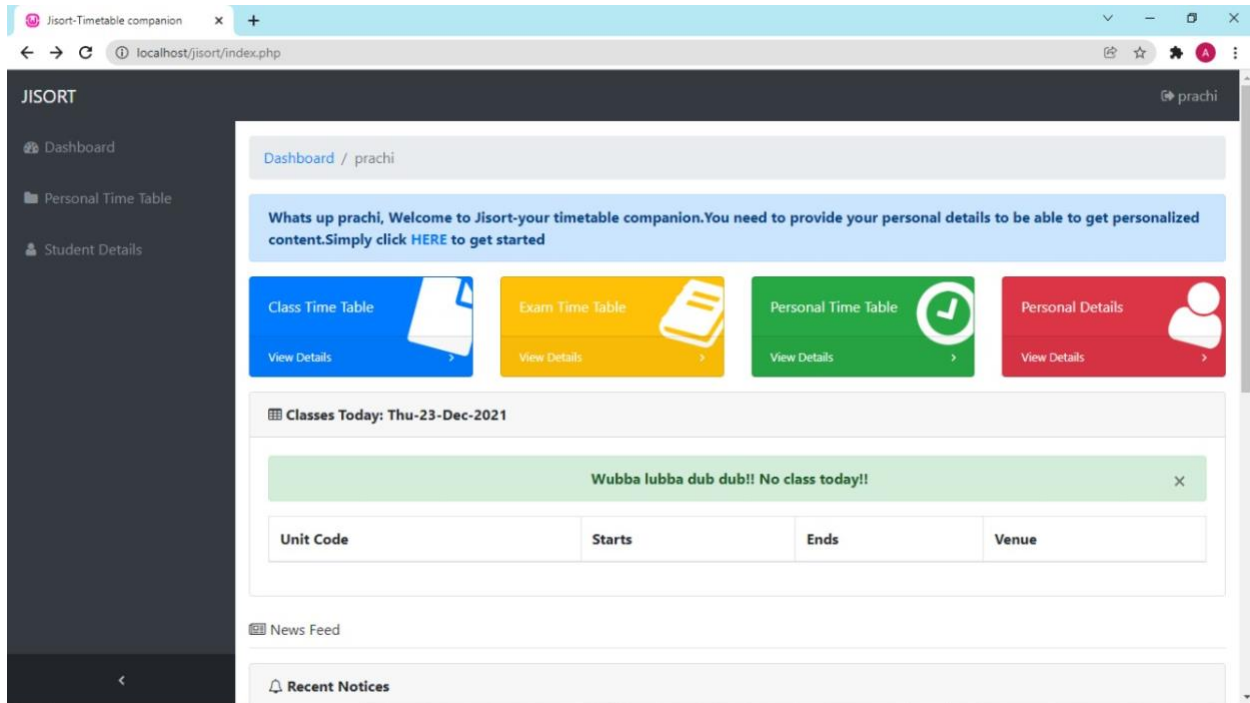 Jisort-Timetable companion
localhost/jisort/index.php
A
JISORT
prachi
Dashboard
Personal Time Table
Student Details
Dashboard / prachi
Whats up prachi, Welcome to Jisort-your timetable companion.You need to provide your personal details to be able to get personalized
content.Simply click HERE to get started
Class Time Table
View Details
Exam Time Table
View Details
Personal Time Table
View Details
Personal Details
View Details
Classes Today: Thu-23-Dec-2021
Wubba lubba dub dub!! No class today!!
Unit Code Starts Ends Venue
News Feed
Recent Notices